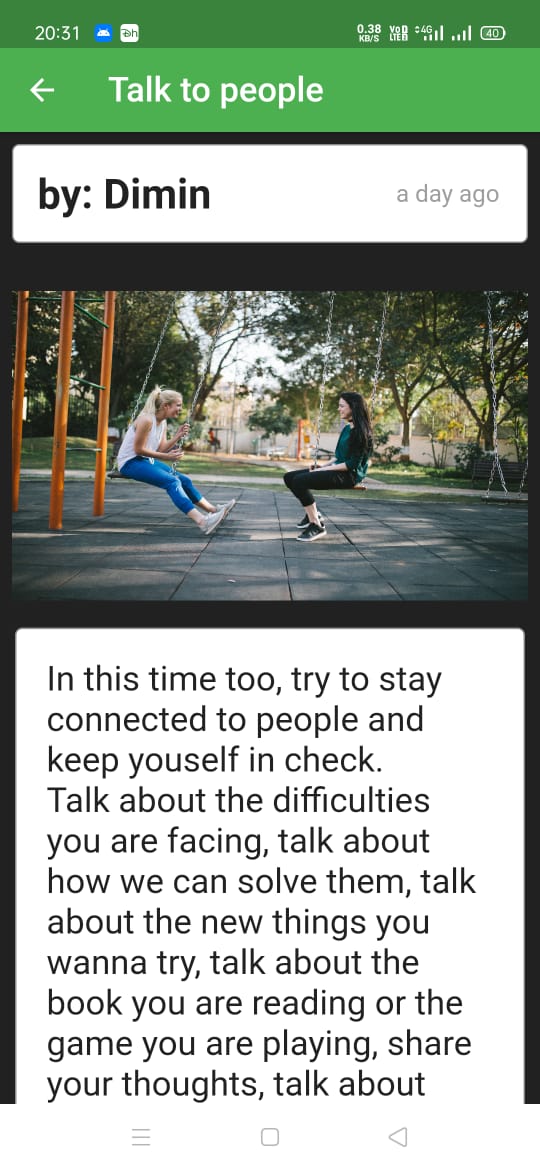 20:31
Dh
0.38 KB/S VoD LTE 4G 40
Talk to people
by: Dimin
a day ago
In this time too, try to stay
connected to people and
keep youself in check.
Talk about the difficulties
you are facing, talk about
how we can solve them, talk
about the new things you
wanna try, talk about the
book you are reading or the
game you are playing, share
your thoughts, talk about